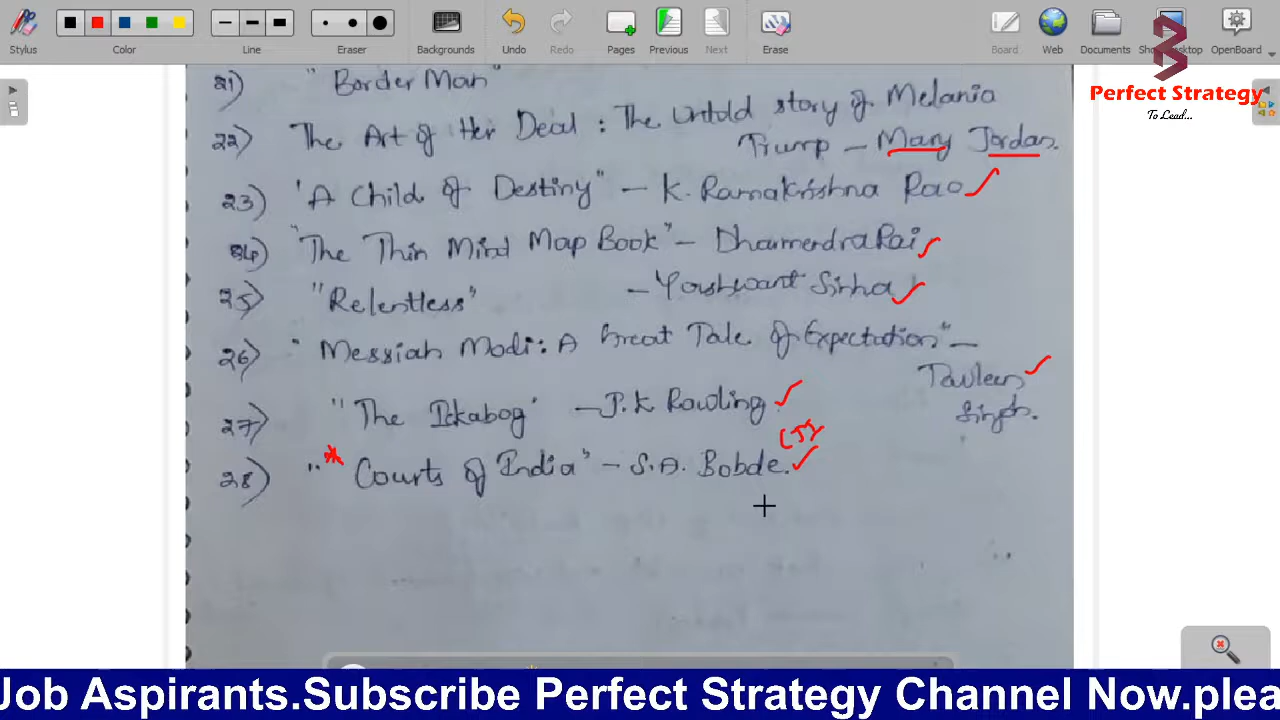 Stylus Color Line Eraser Backgrounds Undo Redo Pages Previous Next Erase Board Web Documents Show Desktop OpenBoard
Perfect Strategy
To Lead...
21) "Border Man"
22) The Art of Her Deal : The Untold story of Melania
Trump - Mary Jordan.
23) 'A Child of Destiny" - K. Ramakrishna Rao
24) "The Thin Mind Map Book" - Dharmendra Rai
25) "Relentless" - Yashwant Sinha
26) " Messiah Modi : A Great Tale of Expectation" -
Tavleen
Singh.
27) "The Ickabog" - J.K Rowling
CJI
28) "* Courts of India" - S.A. Bobde.
Job Aspirants.Subscribe Perfect Strategy Channel Now.plea